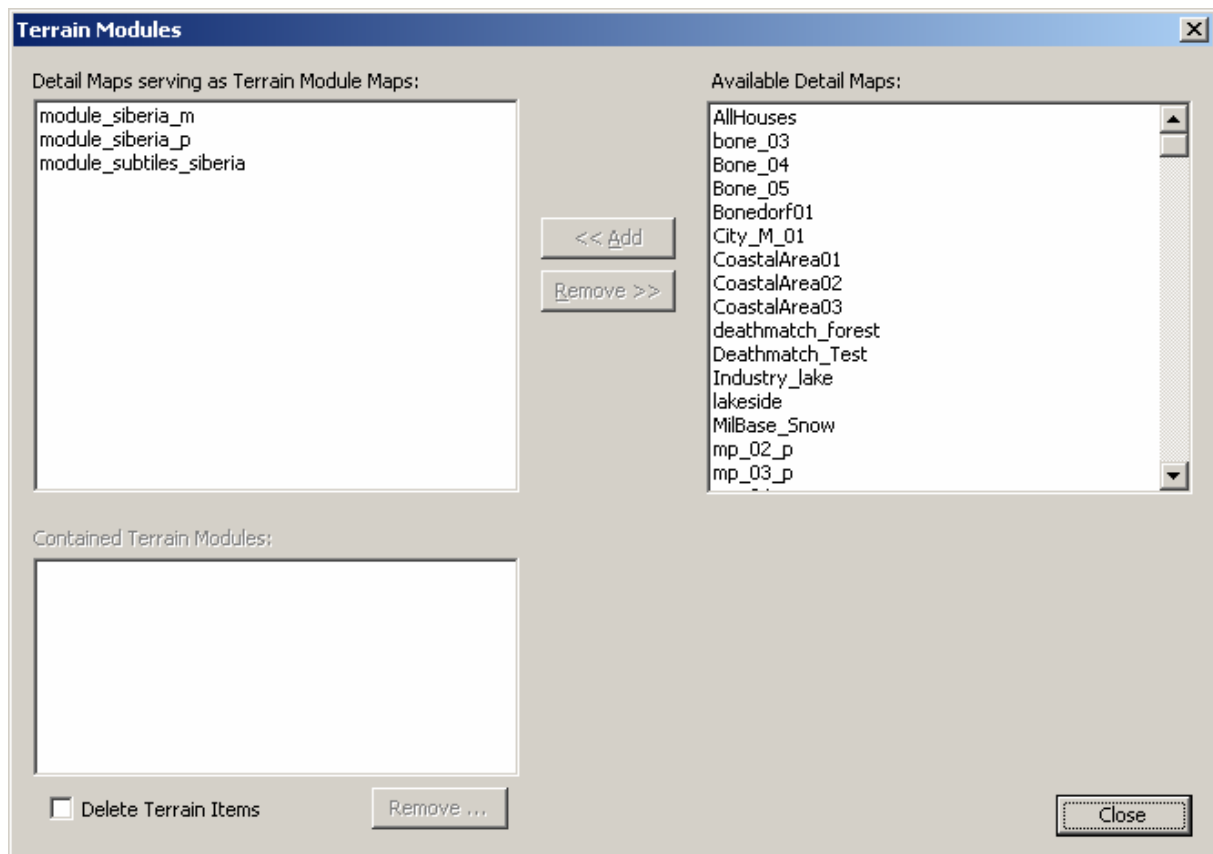 Terrain Modules
Detail Maps serving as Terrain Module Maps:
module_siberia_m
module_siberia_p
module_subtiles_siberia
<< Add
Remove >>
Available Detail Maps:
AllHouses
bone_03
Bone_04
Bone_05
Bonedorf01
City_M_01
CoastalArea01
CoastalArea02
CoastalArea03
deathmatch_forest
Deathmatch_Test
Industry_lake
lakeside
MilBase_Snow
mp_02_p
mp_03_p
Contained Terrain Modules:
Delete Terrain Items
Remove ...
Close